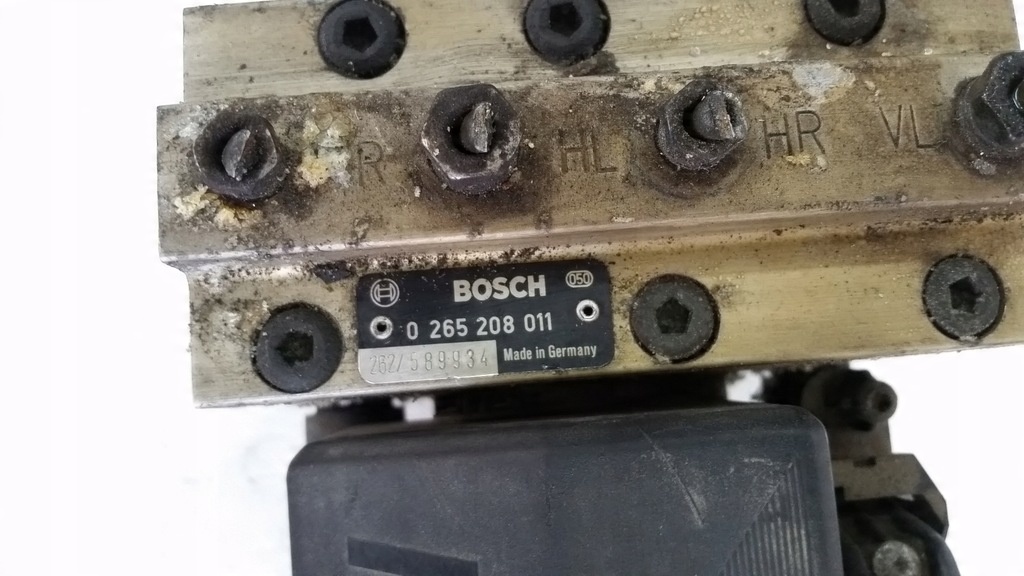 R HL HR VL
BOSCH 050
0 265 208 011
262/589934 Made in Germany